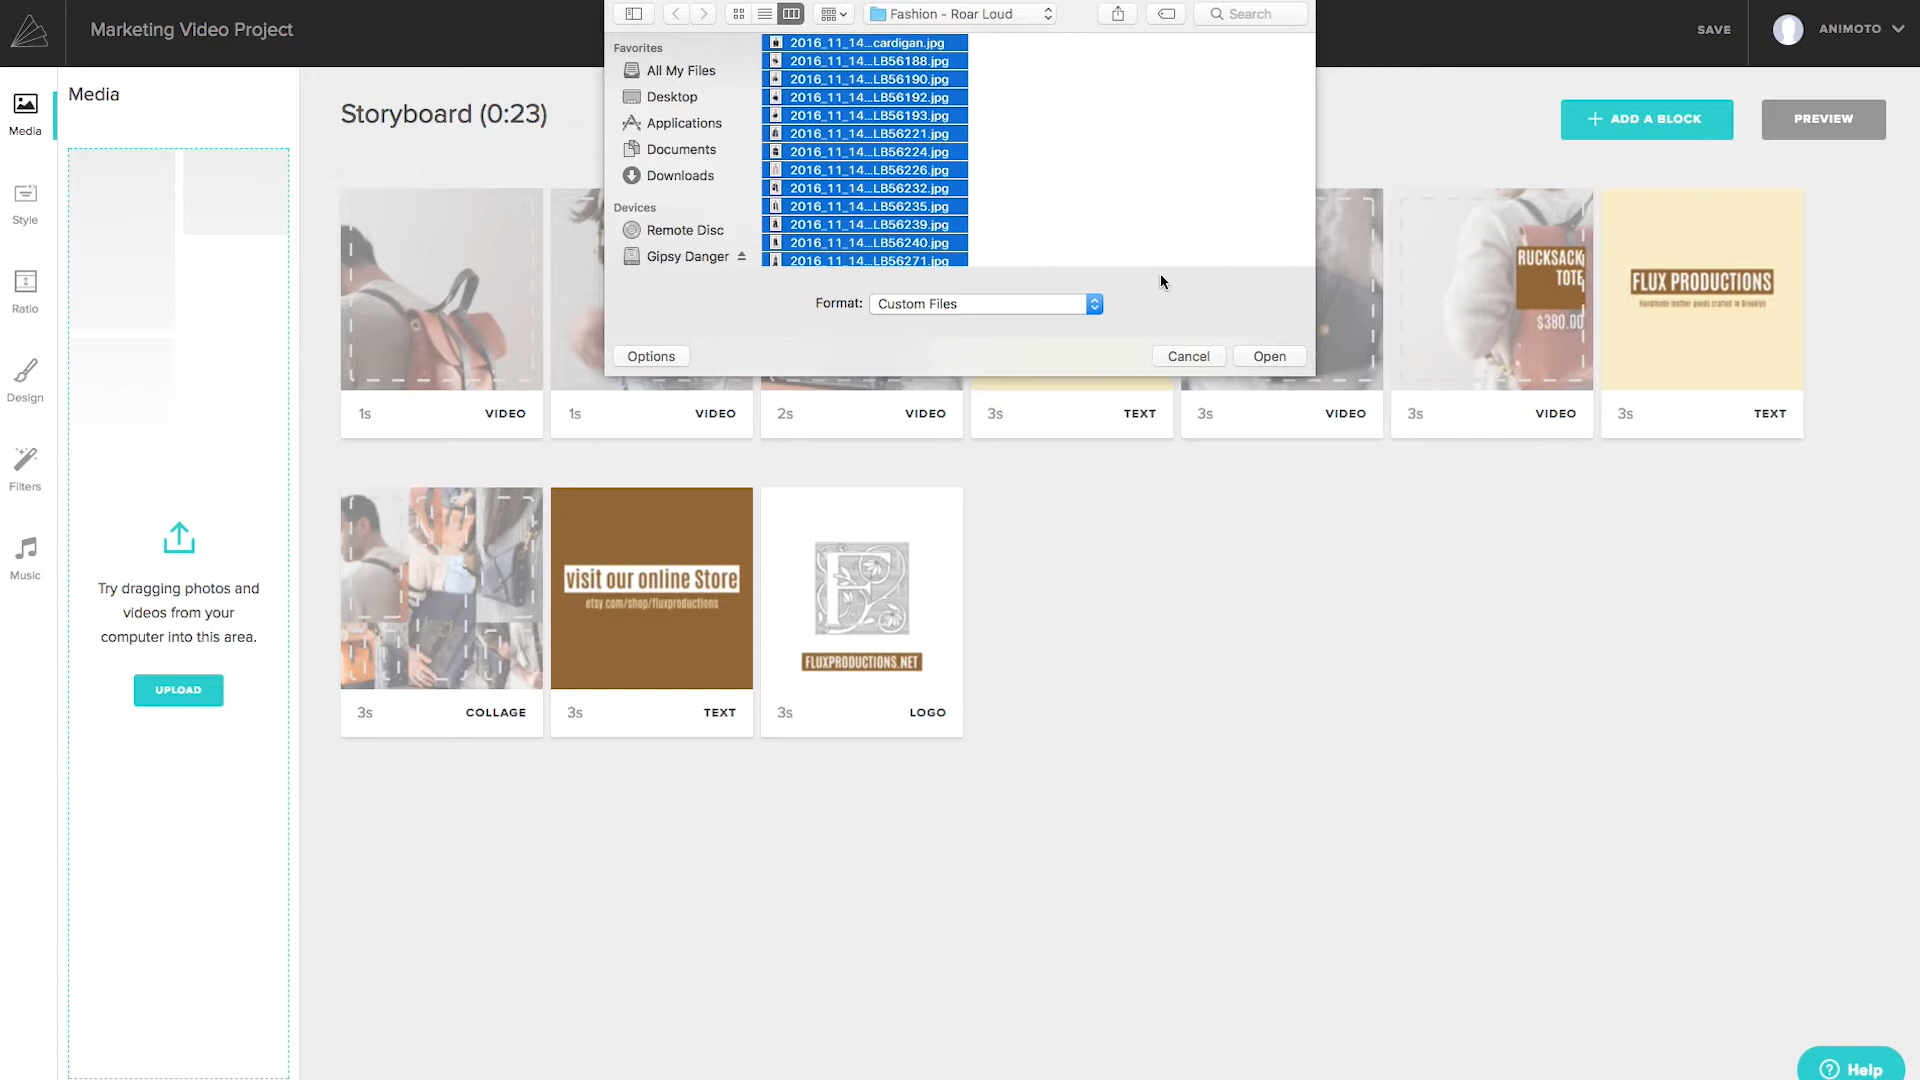 Marketing Video Project
Fashion - Roar Loud
Search
SAVE
ANIMOTO
Favorites
All My Files
Desktop
Applications
Documents
Downloads
Devices
Remote Disc
Gipsy Danger
2016_11_14...cardigan.jpg
2016_11_14...LB56188.jpg
2016_11_14...LB56190.jpg
2016_11_14...LB56192.jpg
2016_11_14...LB56193.jpg
2016_11_14...LB56221.jpg
2016_11_14...LB56224.jpg
2016_11_14...LB56226.jpg
2016_11_14...LB56232.jpg
2016_11_14...LB56235.jpg
2016_11_14...LB56239.jpg
2016_11_14...LB56240.jpg
2016_11_14...LB56271.jpg
Format: Custom Files
Options
Cancel
Open
Media
Style
Ratio
Design
Filters
Music
Media
Try dragging photos and
videos from your
computer into this area.
UPLOAD
Storyboard (0:23)
+ ADD A BLOCK
PREVIEW
RUCKSACK
TOTE
$380.00
FLUX PRODUCTIONS
Handmade leather goods crafted in Brooklyn
1s VIDEO
1s VIDEO
2s VIDEO
3s TEXT
3s VIDEO
3s VIDEO
3s TEXT
visit our online Store
etsy.com/shop/fluxproductions
F
FLUXPRODUCTIONS.NET
3s COLLAGE
3s TEXT
3s LOGO
? Help